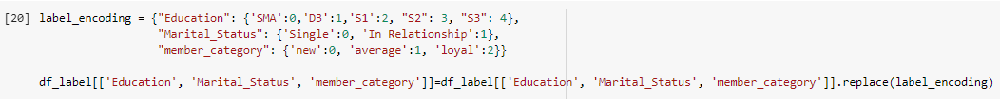 [20] label_encoding = {"Education": {'SMA':0,'D3':1,'S1':2, "S2": 3, "S3": 4},
"Marital_Status": {'Single':0, 'In Relationship':1},
"member_category": {'new':0, 'average':1, 'loyal':2}}
df_label[['Education', 'Marital_Status', 'member_category']]=df_label[['Education', 'Marital_Status', 'member_category']].replace(label_encoding)